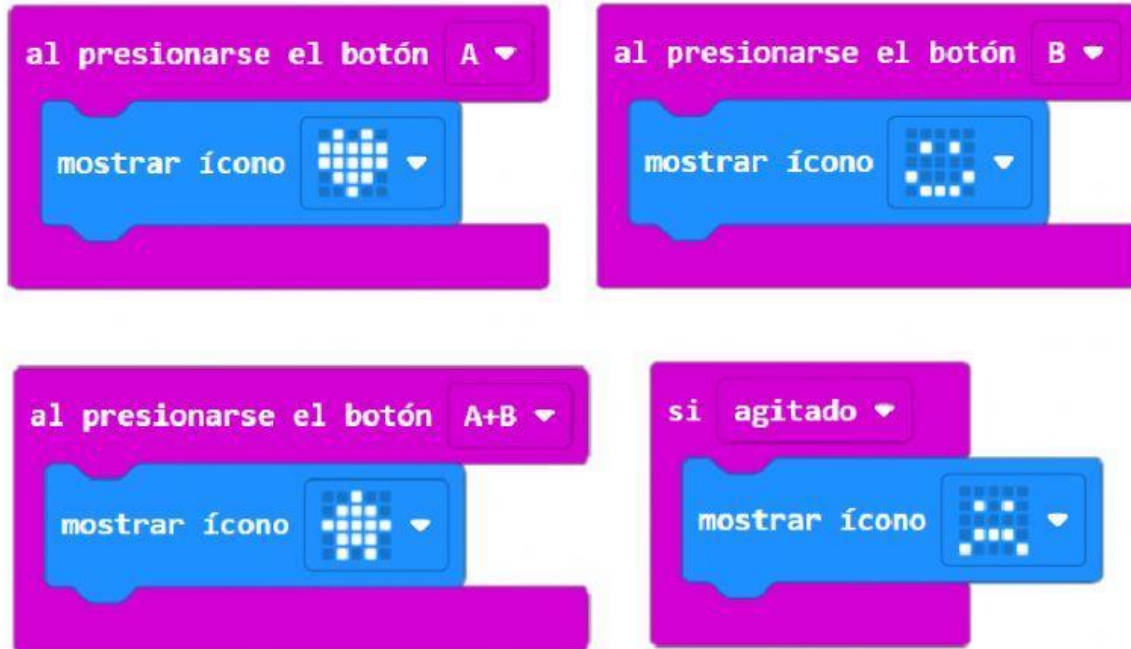 al presionarse el botón A
mostrar ícono
al presionarse el botón B
mostrar ícono
al presionarse el botón A+B
mostrar ícono
si agitado
mostrar ícono